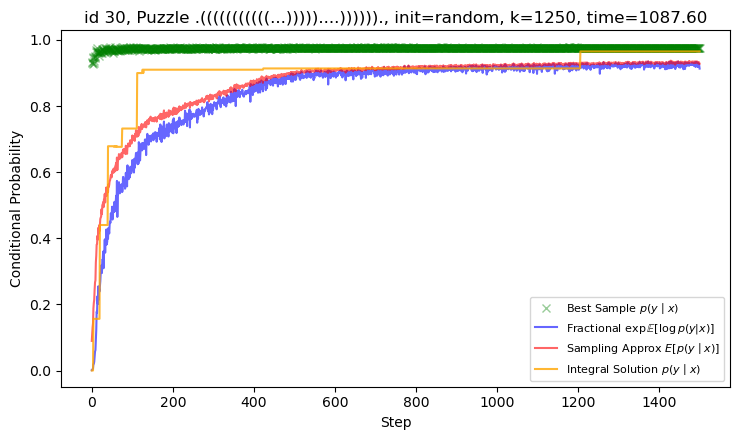 id 30, Puzzle .(((((((((((...)))))....))))))., init=random, k=1250, time=1087.60
Conditional Probability
1.0
0.8
0.6
0.4
0.2
0.0
0 200 400 600 800 1000 1200 1400
Step
Best Sample p(y | x)
Fractional exp𝔼[log p(y|x)]
Sampling Approx E[p(y | x)]
Integral Solution p(y | x)